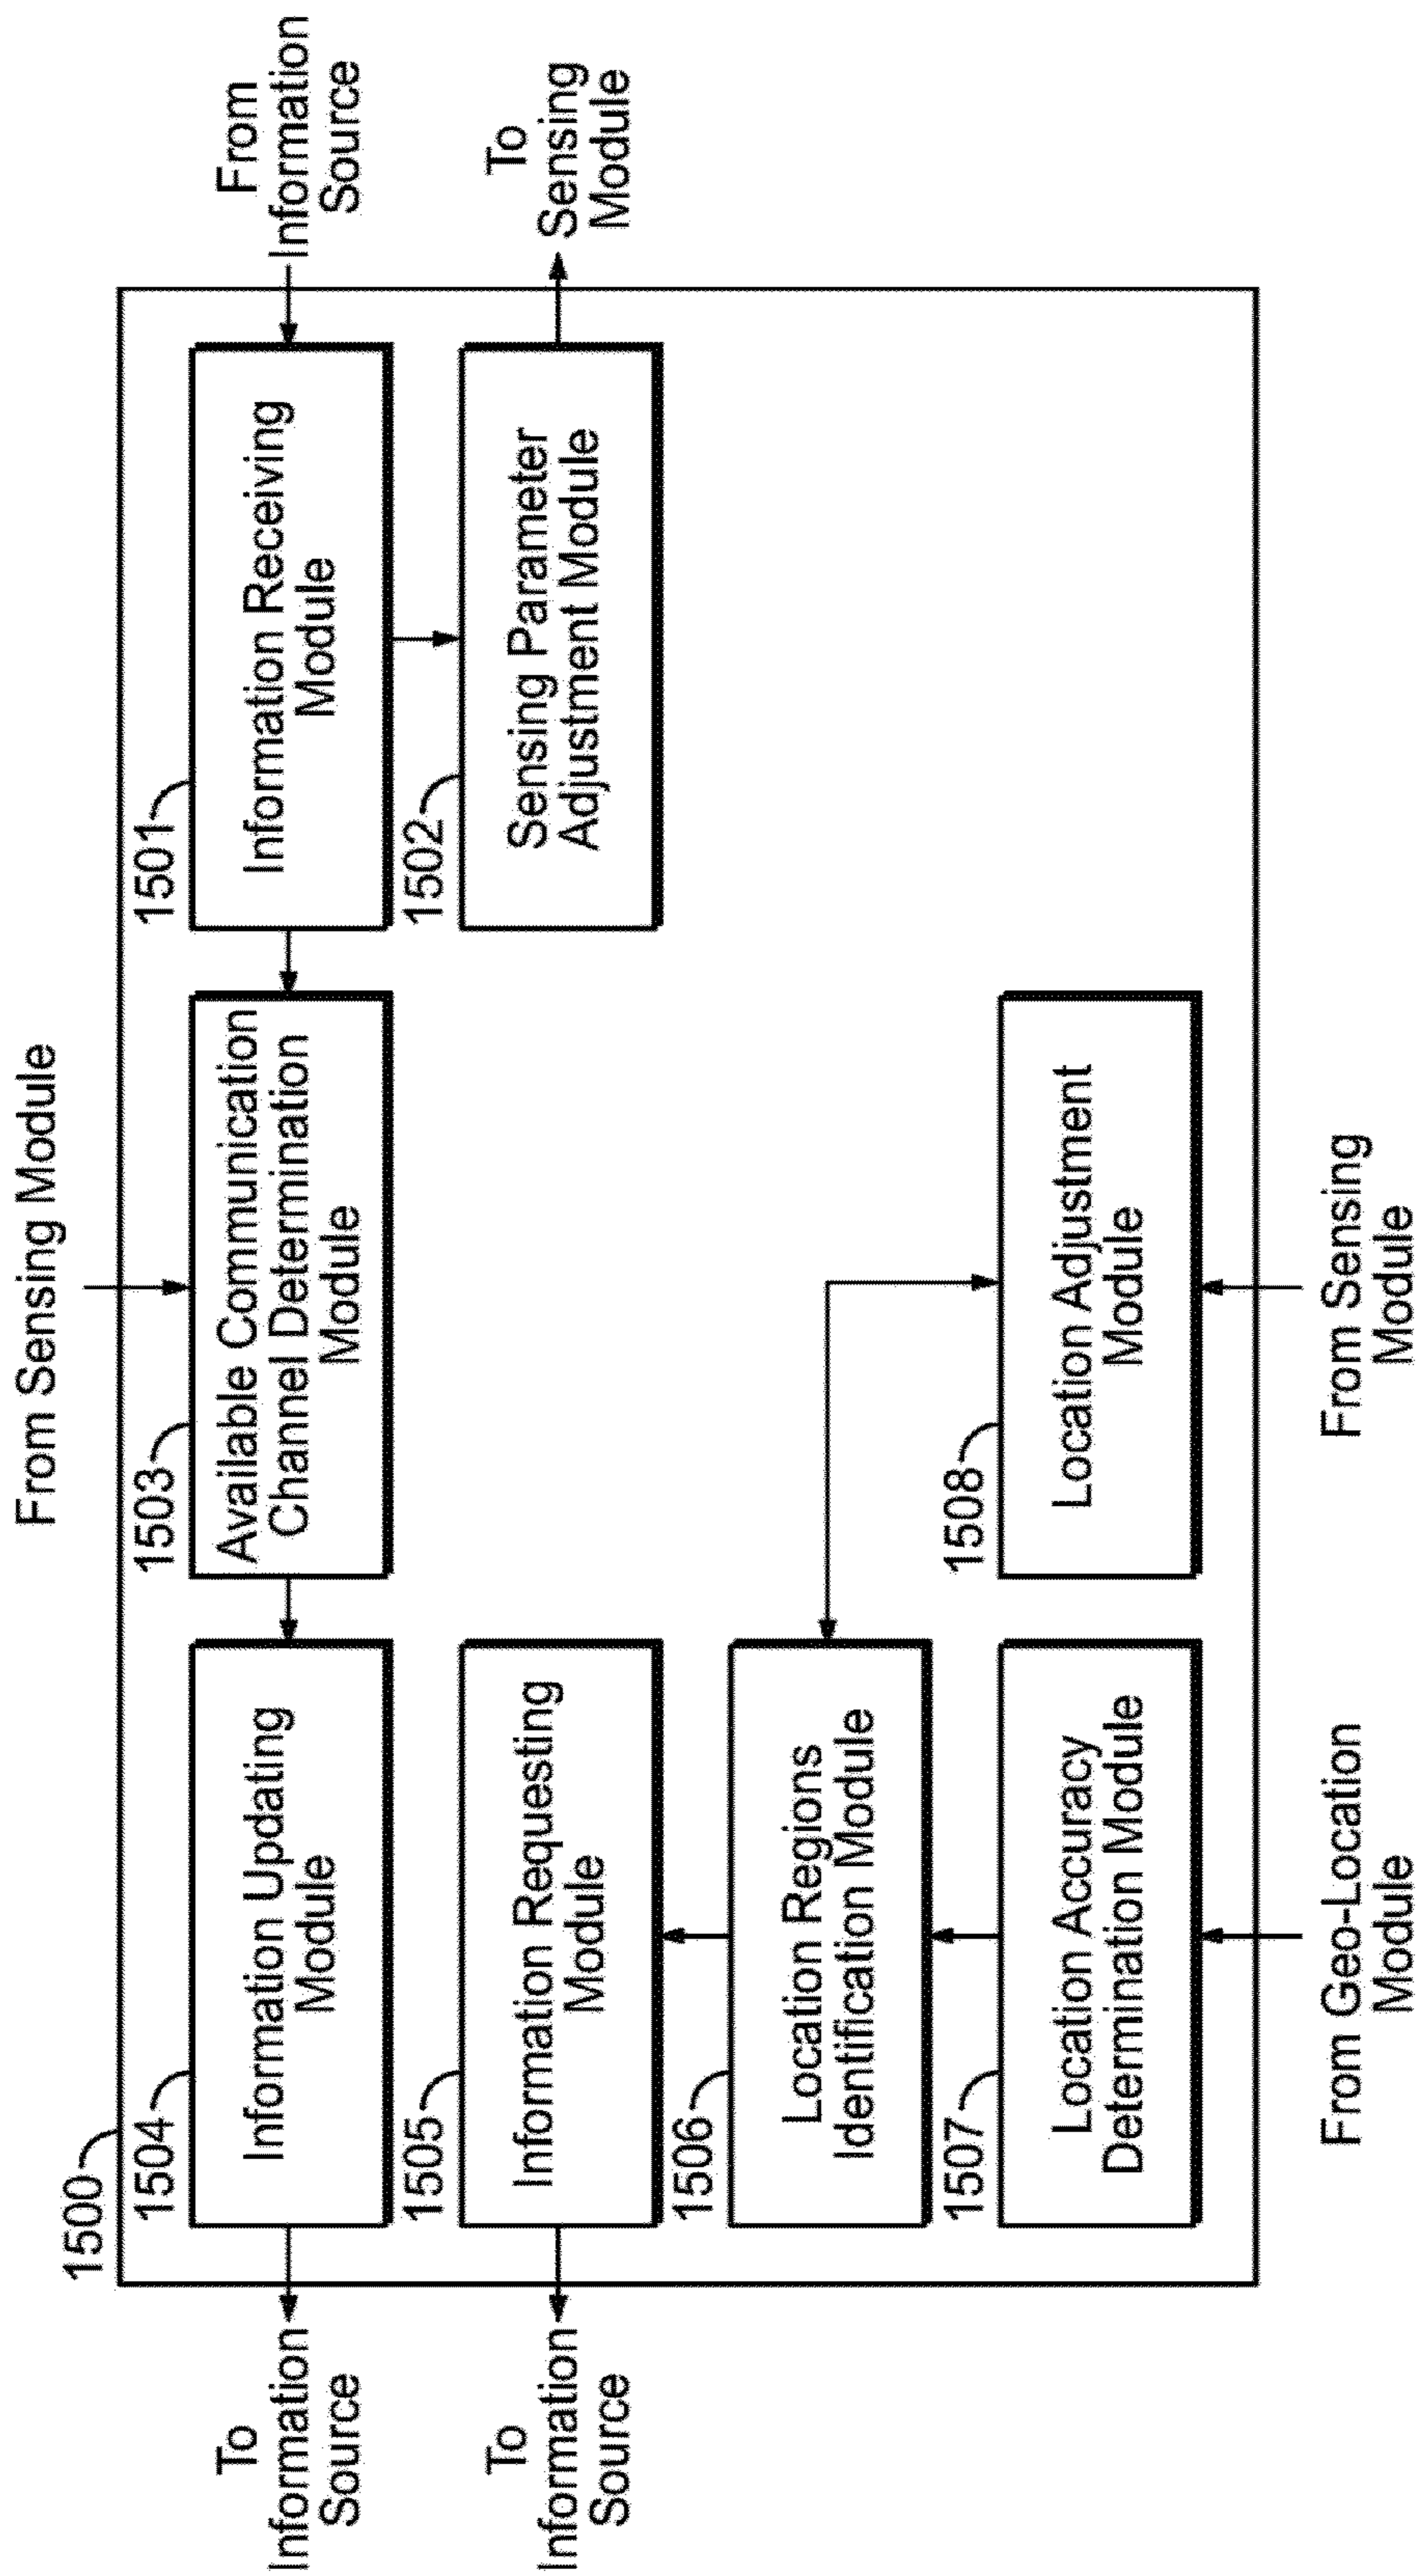 From Sensing Module
1500
To
Information
Source
1504
Information Updating
Module
1503
Available Communication
Channel Determination
Module
1501
Information Receiving
Module
From
Information
Source
To
Information
Source
1505
Information Requesting
Module
1502
Sensing Parameter
Adjustment Module
To
Sensing
Module
1506
Location Regions
Identification Module
1507
Location Accuracy
Determination Module
1508
Location Adjustment
Module
From Geo-Location
Module
From Sensing
Module